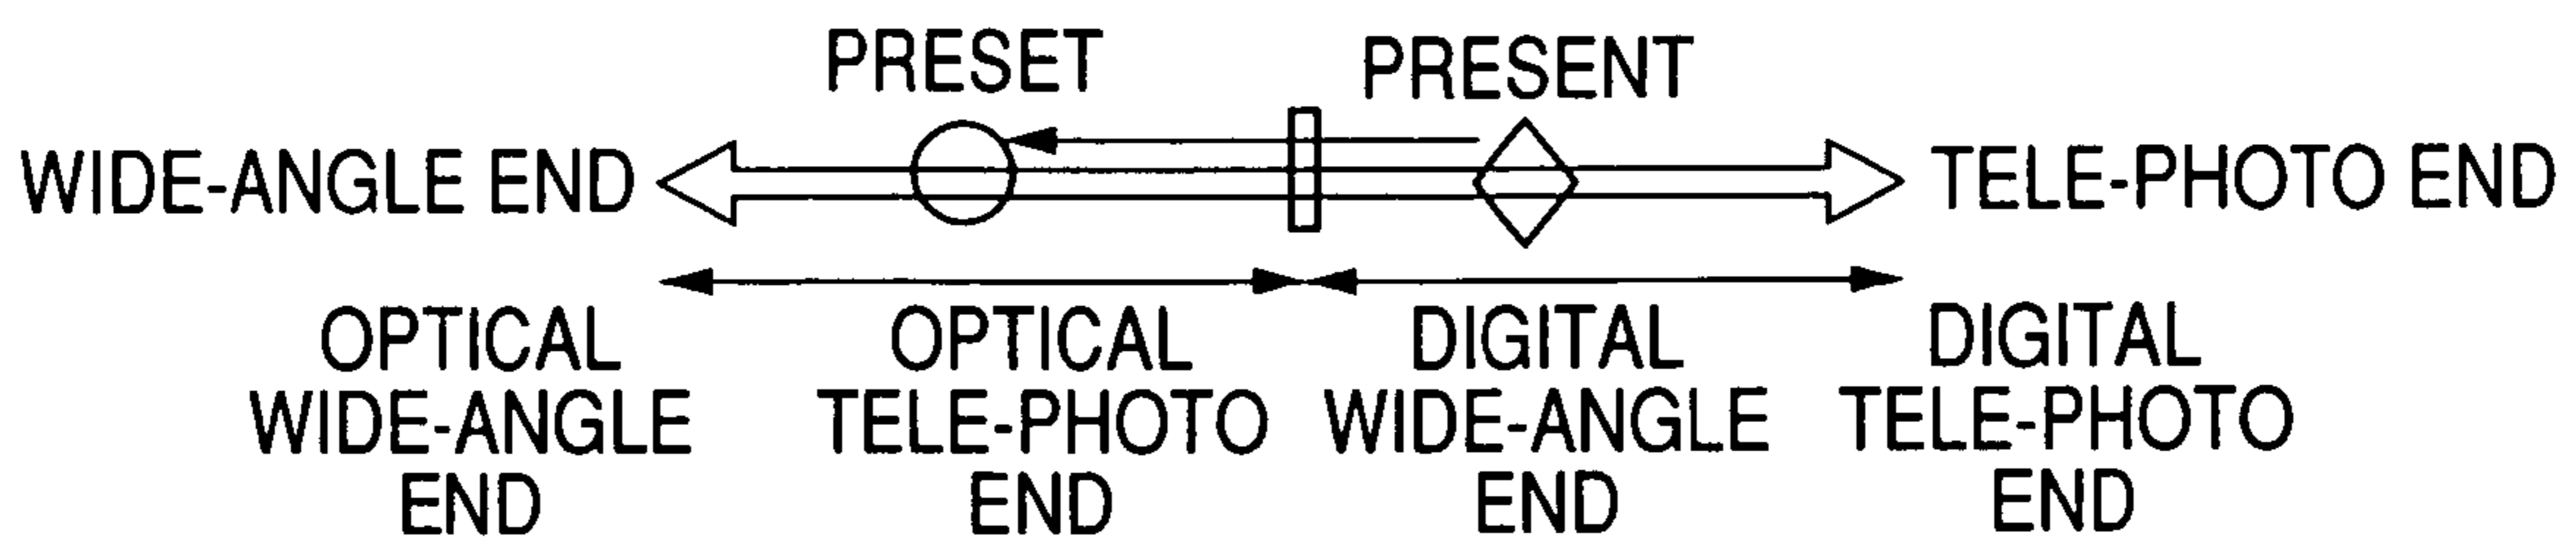 PRESET
PRESENT
WIDE-ANGLE END
TELE-PHOTO END
OPTICAL
WIDE-ANGLE
END
OPTICAL
TELE-PHOTO
END
DIGITAL
WIDE-ANGLE
END
DIGITAL
TELE-PHOTO
END